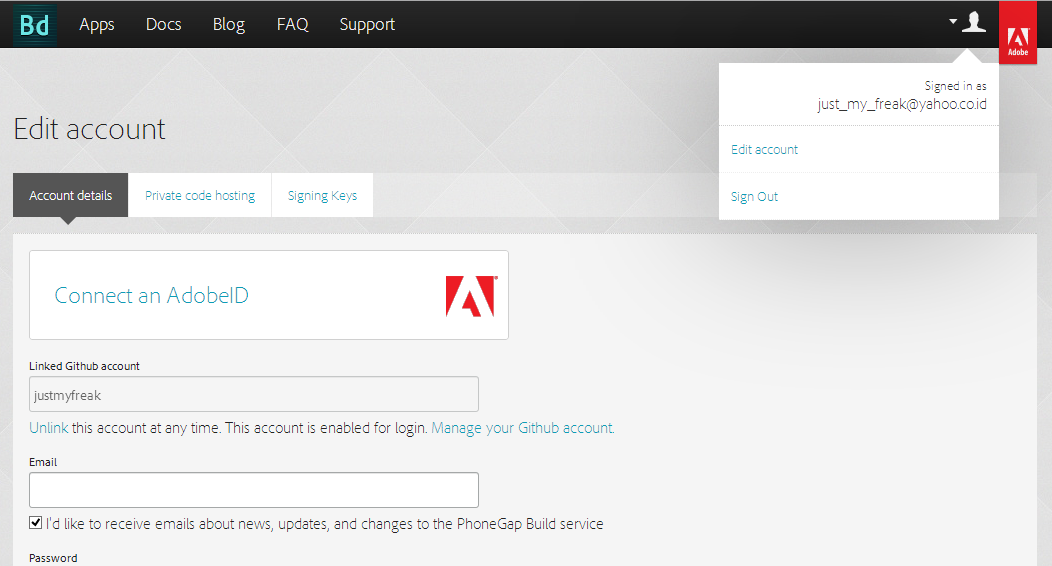 Bd Apps Docs Blog FAQ Support
Adobe
Signed in as
just_my_freak@yahoo.co.id
Edit account
Sign Out
Edit account
Account details Private code hosting Signing Keys
Connect an AdobeID
Linked Github account
justmyfreak
Unlink this account at any time. This account is enabled for login. Manage your Github account.
Email
I'd like to receive emails about news, updates, and changes to the PhoneGap Build service
Password